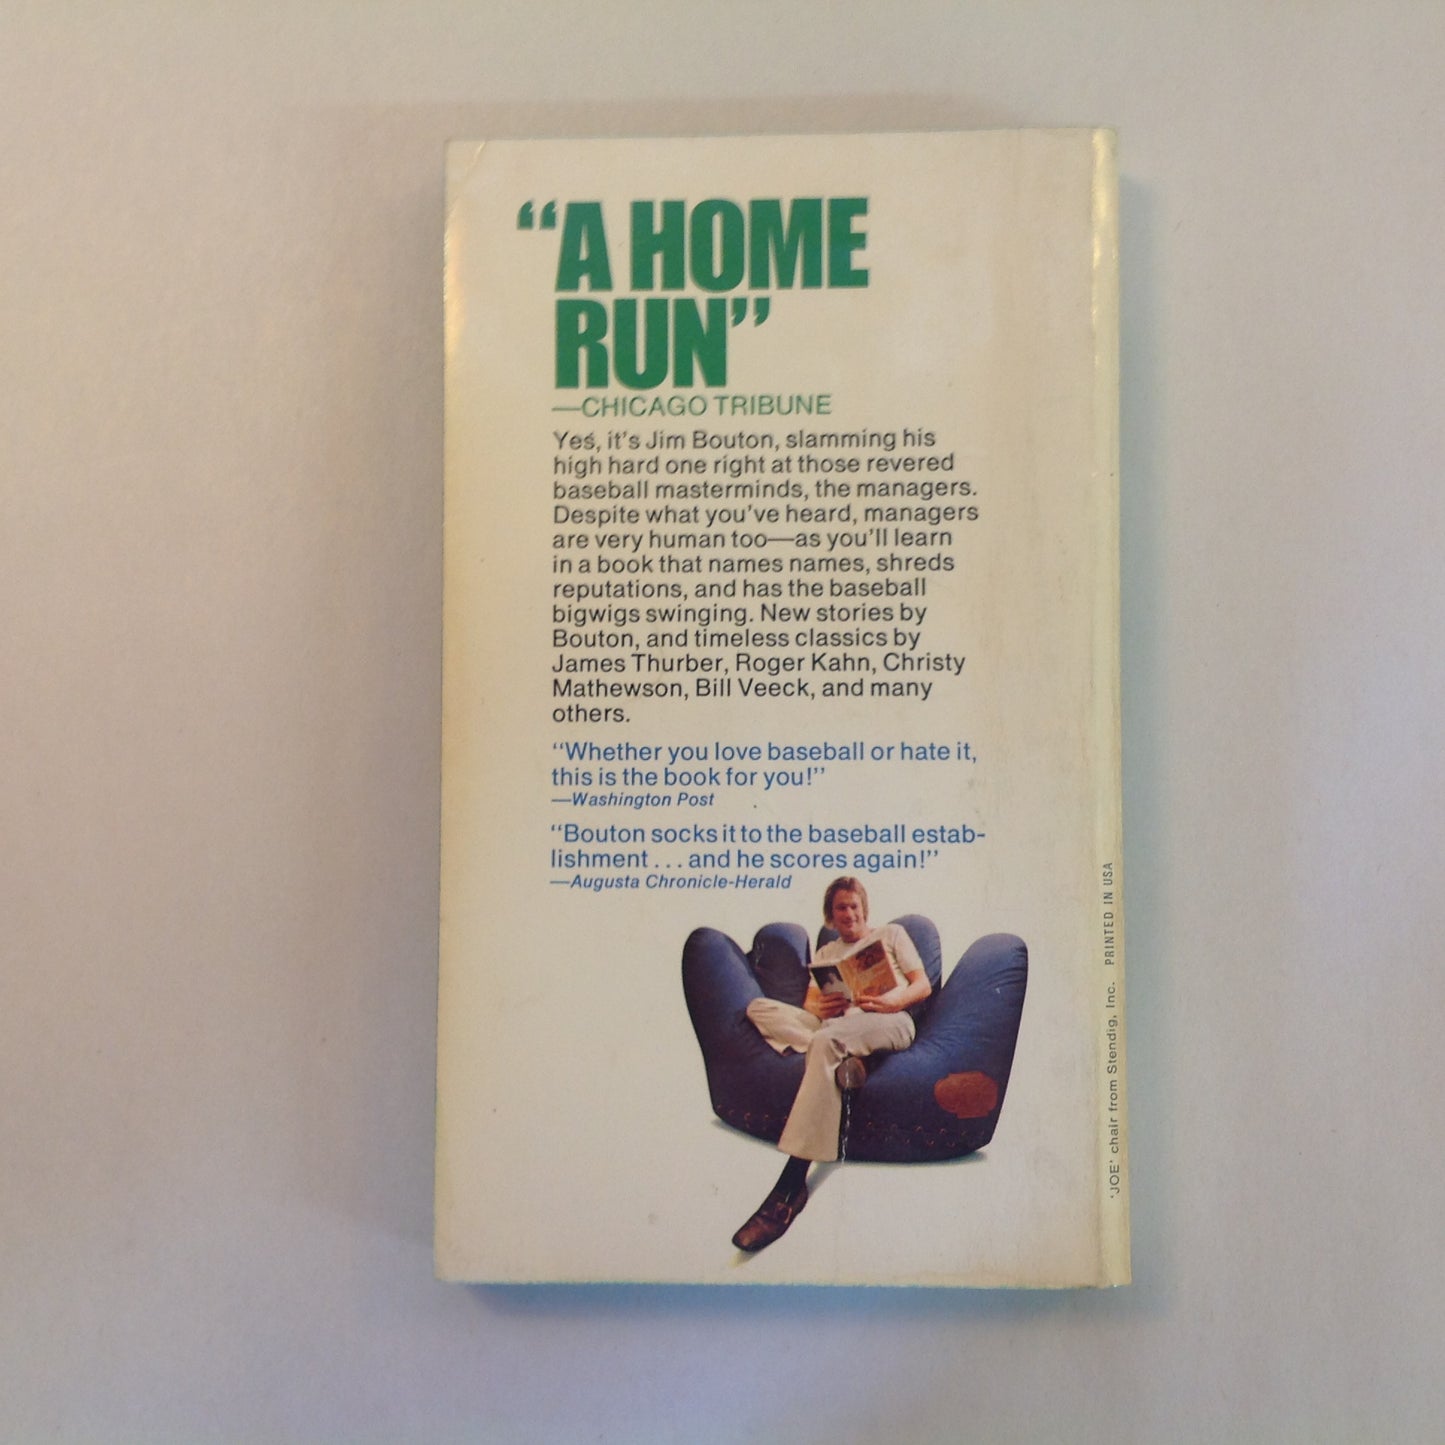 “A HOME
RUN”
—CHICAGO TRIBUNE
Yes, it's Jim Bouton, slamming his
high hard one right at those revered
baseball masterminds, the managers.
Despite what you've heard, managers
are very human too—as you'll learn
in a book that names names, shreds
reputations, and has the baseball
bigwigs swinging. New stories by
Bouton, and timeless classics by
James Thurber, Roger Kahn, Christy
Mathewson, Bill Veeck, and many
others.
“Whether you love baseball or hate it,
this is the book for you!”
—Washington Post
“Bouton socks it to the baseball estab-
lishment . . . and he scores again!”
—Augusta Chronicle-Herald
'JOE' chair from Stendig, Inc. PRINTED IN USA